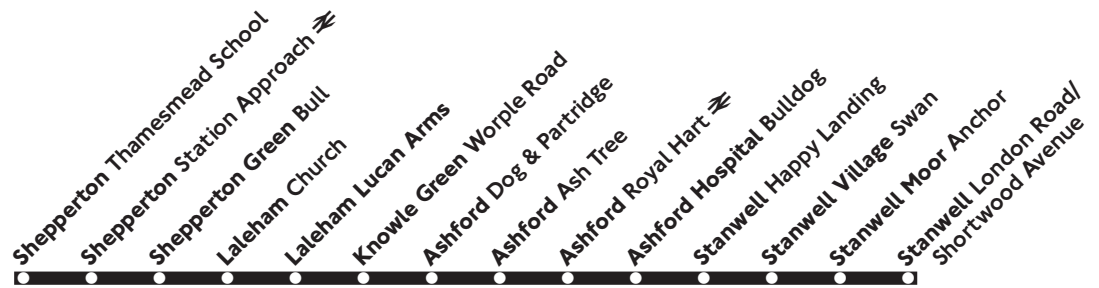 Shepperton Thamesmead School
Shepperton Station Approach
Shepperton Green Bull
Laleham Church
Laleham Lucan Arms
Knowle Green Worple Road
Ashford Dog & Partridge
Ashford Ash Tree
Ashford Royal Hart
Ashford Hospital Bulldog
Stanwell Happy Landing
Stanwell Village Swan
Stanwell Moor Anchor
Stanwell London Road/
Shortwood Avenue